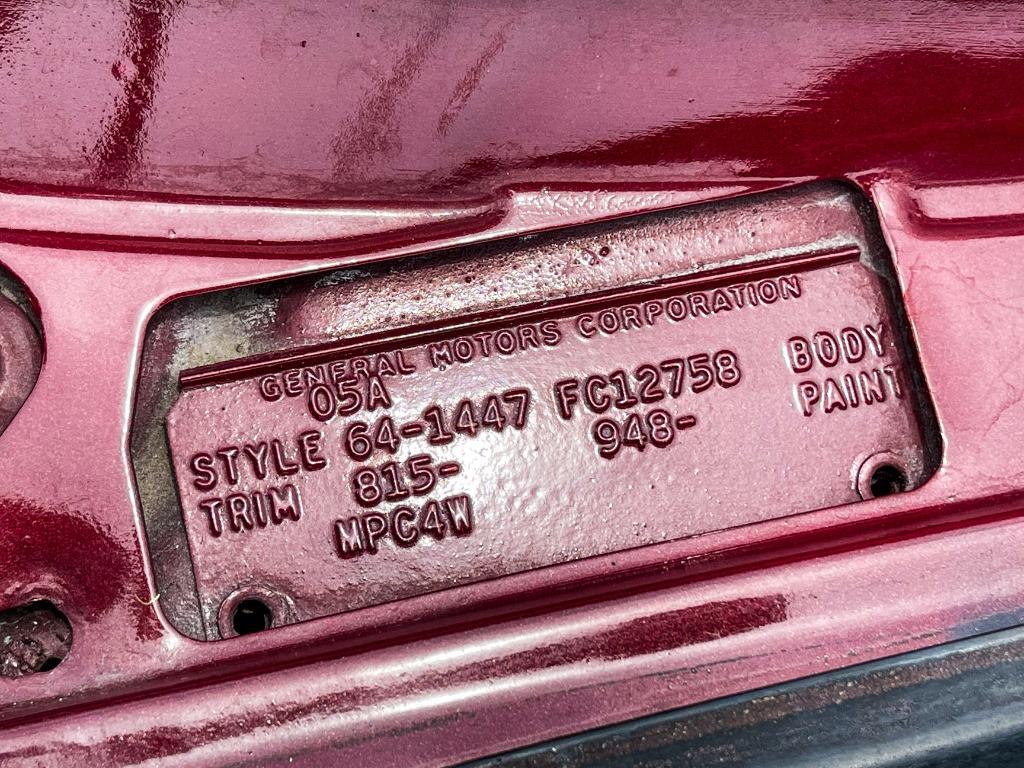 GENERAL MOTORS CORPORATION
05A
STYLE 64-1447 FC12758 BODY
TRIM 815- 948- PAINT
MPC4W